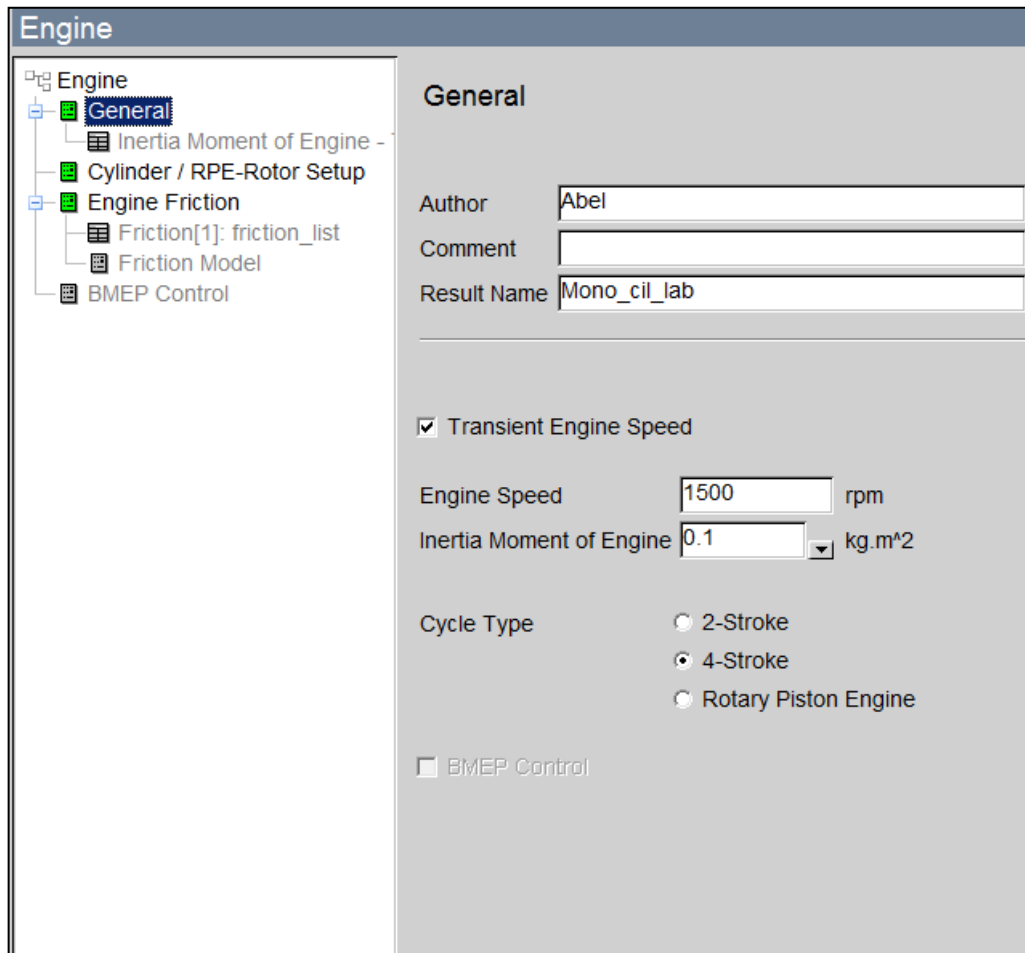 Engine
Engine
General
Inertia Moment of Engine -
Cylinder / RPE-Rotor Setup
Engine Friction
Friction[1]: friction_list
Friction Model
BMEP Control
General
Author Abel
Comment
Result Name Mono_cil_lab
Transient Engine Speed
Engine Speed 1500 rpm
Inertia Moment of Engine 0.1 kg.m^2
Cycle Type 2-Stroke
4-Stroke
Rotary Piston Engine
BMEP Control